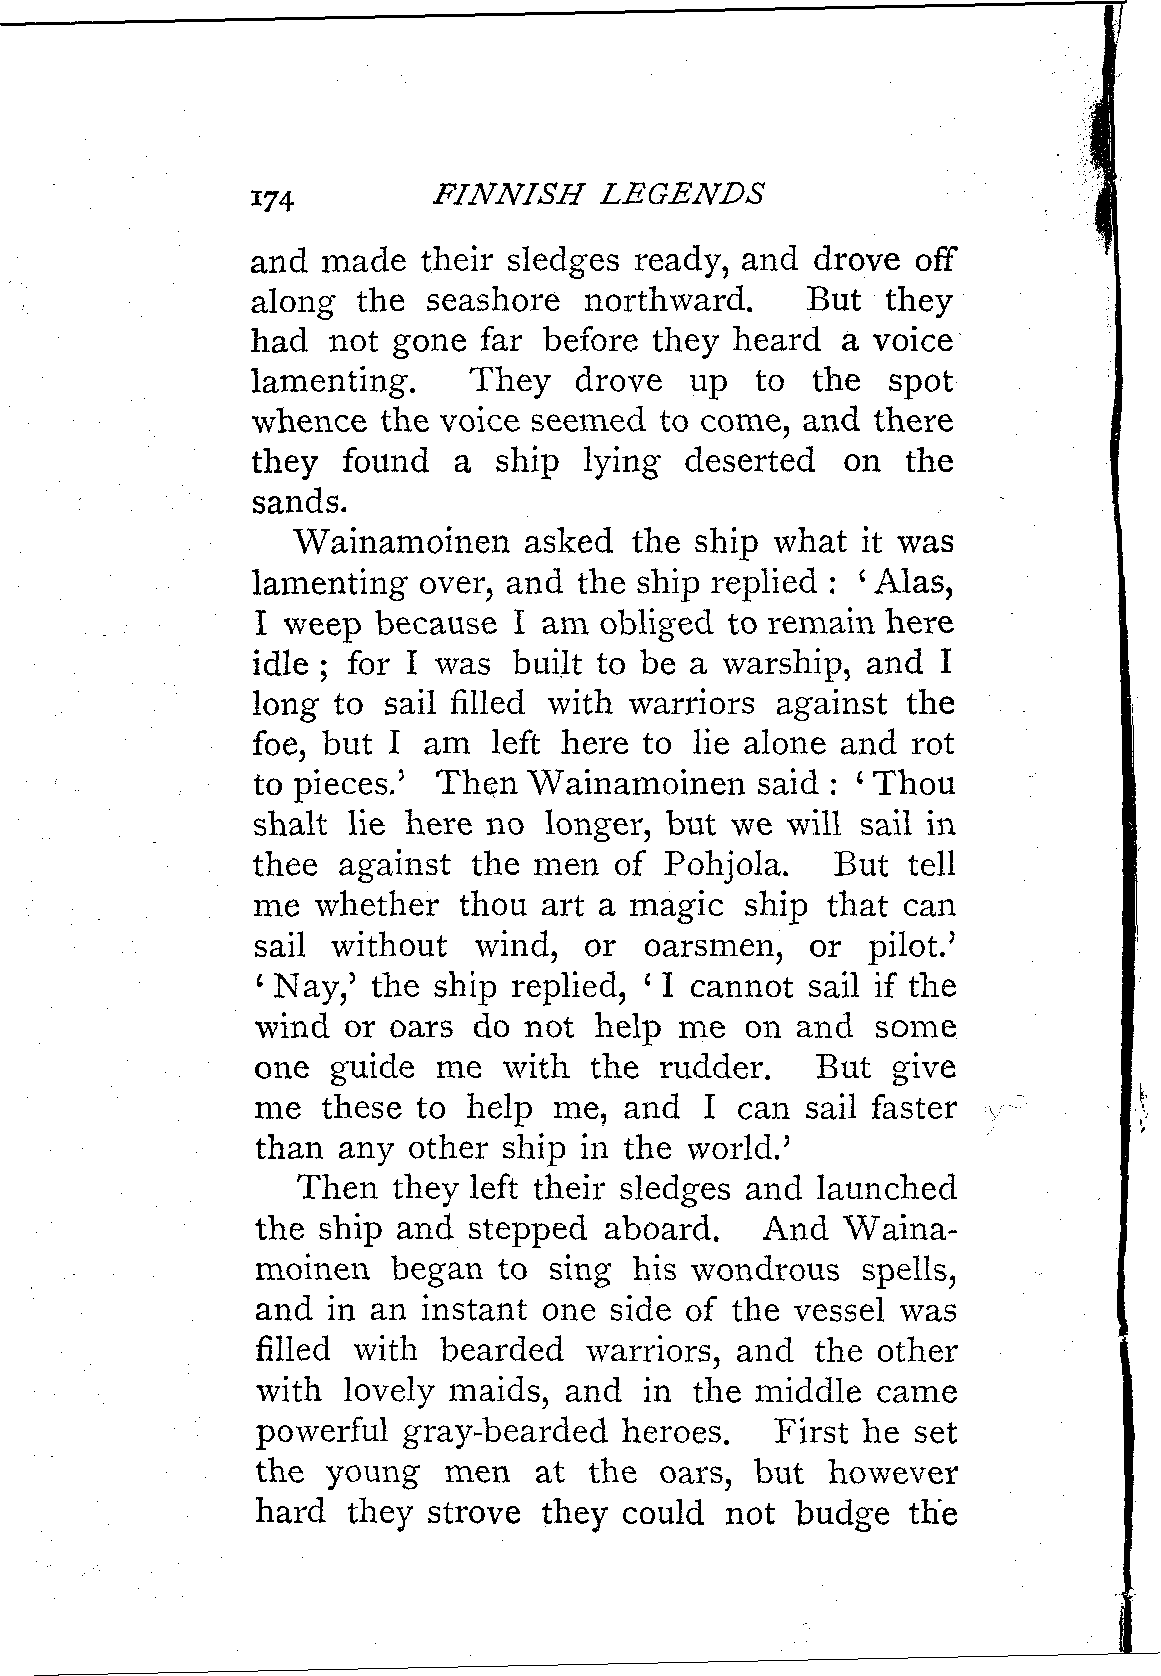 174 FINNISH LEGENDS
and made their sledges ready, and drove off
along the seashore northward. But they
had not gone far before they heard a voice
lamenting. They drove up to the spot
whence the voice seemed to come, and there
they found a ship lying deserted on the
sands.
Wainamoinen asked the ship what it was
lamenting over, and the ship replied : ‘ Alas,
I weep because I am obliged to remain here
idle ; for I was built to be a warship, and I
long to sail filled with warriors against the
foe, but I am left here to lie alone and rot
to pieces.’ Then Wainamoinen said : ‘ Thou
shalt lie here no longer, but we will sail in
thee against the men of Pohjola. But tell
me whether thou art a magic ship that can
sail without wind, or oarsmen, or pilot.’
‘ Nay,’ the ship replied, ‘ I cannot sail if the
wind or oars do not help me on and some
one guide me with the rudder. But give
me these to help me, and I can sail faster
than any other ship in the world.’
Then they left their sledges and launched
the ship and stepped aboard. And Waina-
moinen began to sing his wondrous spells,
and in an instant one side of the vessel was
filled with bearded warriors, and the other
with lovely maids, and in the middle came
powerful gray-bearded heroes. First he set
the young men at the oars, but however
hard they strove they could not budge the